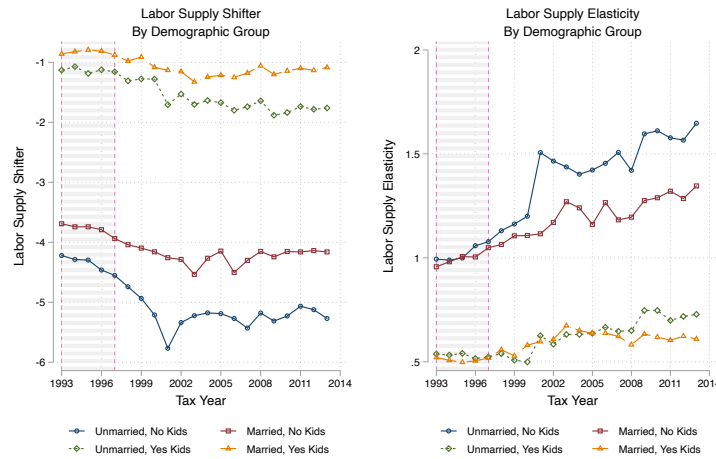 Labor Supply Shifter
By Demographic Group
Labor Supply Shifter
-1
-2
-3
-4
-5
-6
1993 1996 1999 2002 2005 2008 2011 2014
Tax Year
Unmarried, No Kids Married, No Kids
Unmarried, Yes Kids Married, Yes Kids
Labor Supply Elasticity
By Demographic Group
Labor Supply Elasticity
2
1.5
1
.5
1993 1996 1999 2002 2005 2008 2011 2014
Tax Year
Unmarried, No Kids Married, No Kids
Unmarried, Yes Kids Married, Yes Kids